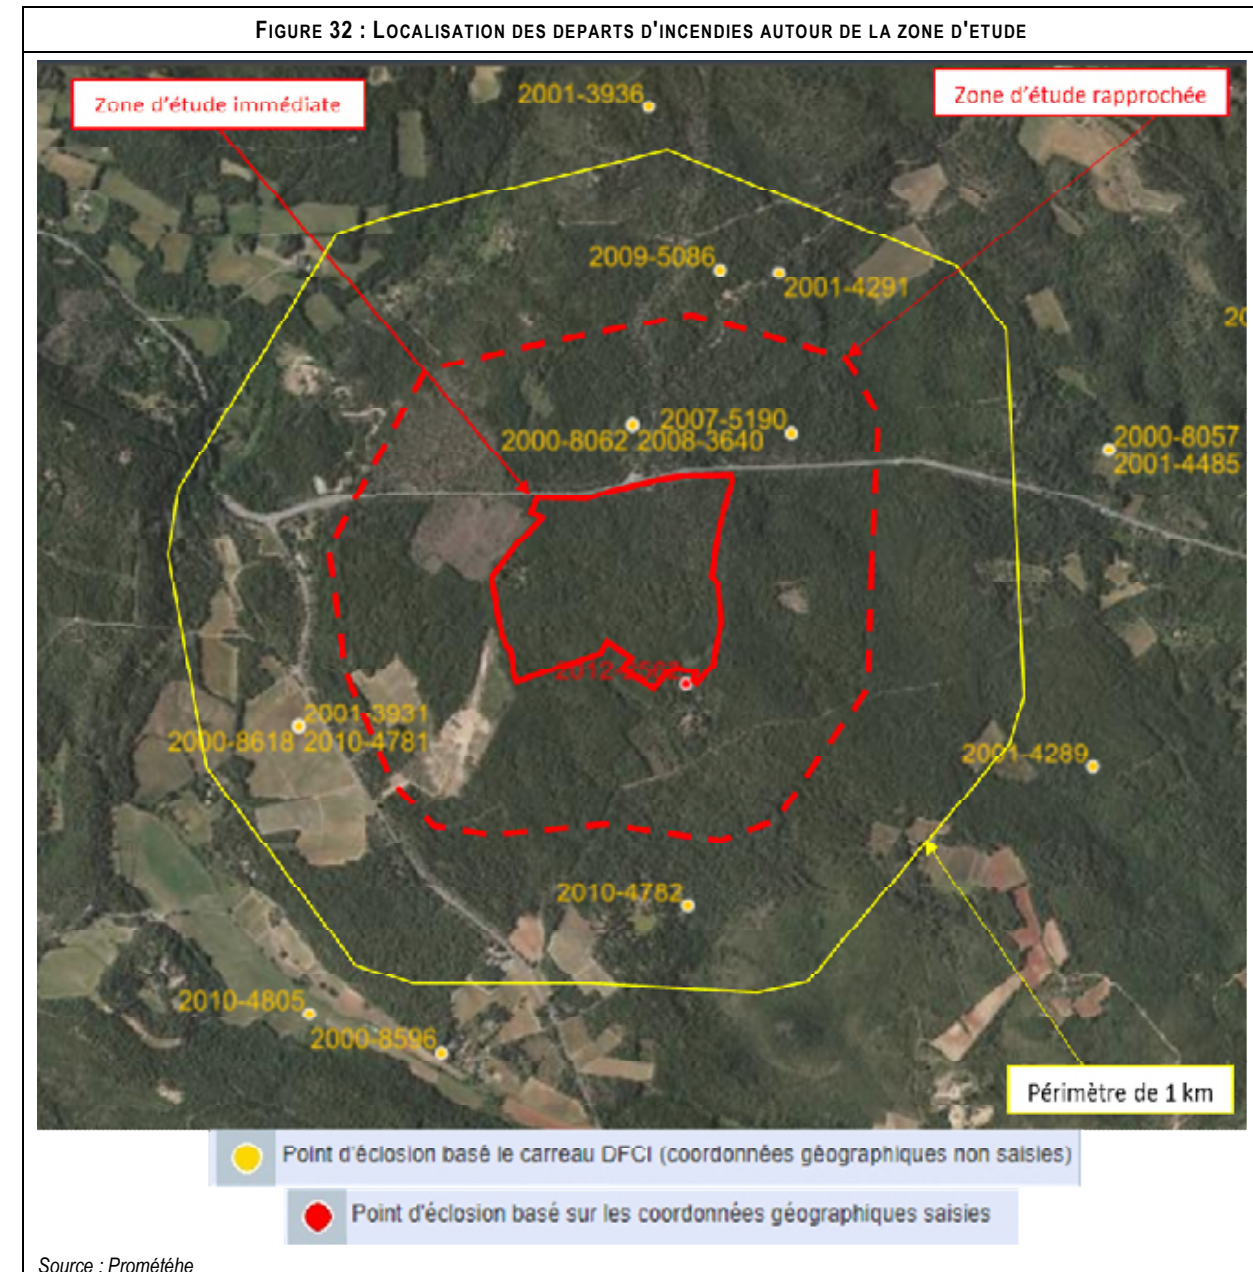 FIGURE 32 : LOCALISATION DES DEPARTS D'INCENDIES AUTOUR DE LA ZONE D'ETUDE
Zone d'étude immédiate
2001-3936
Zone d'étude rapprochée
2009-5086
2001-4291
20
2007-5190
2000-8062 2008-3640
2000-8057
2001-4485
2001-3931
2000-8618 2010-4781
2001-4289
2010-4782
2010-4805
2000-8596
Périmètre de 1 km
Point d'éclosion basé le carreau DFCI (coordonnées géographiques non saisies)
Point d'éclosion basé sur les coordonnées géographiques saisies
Source : Prométéhe